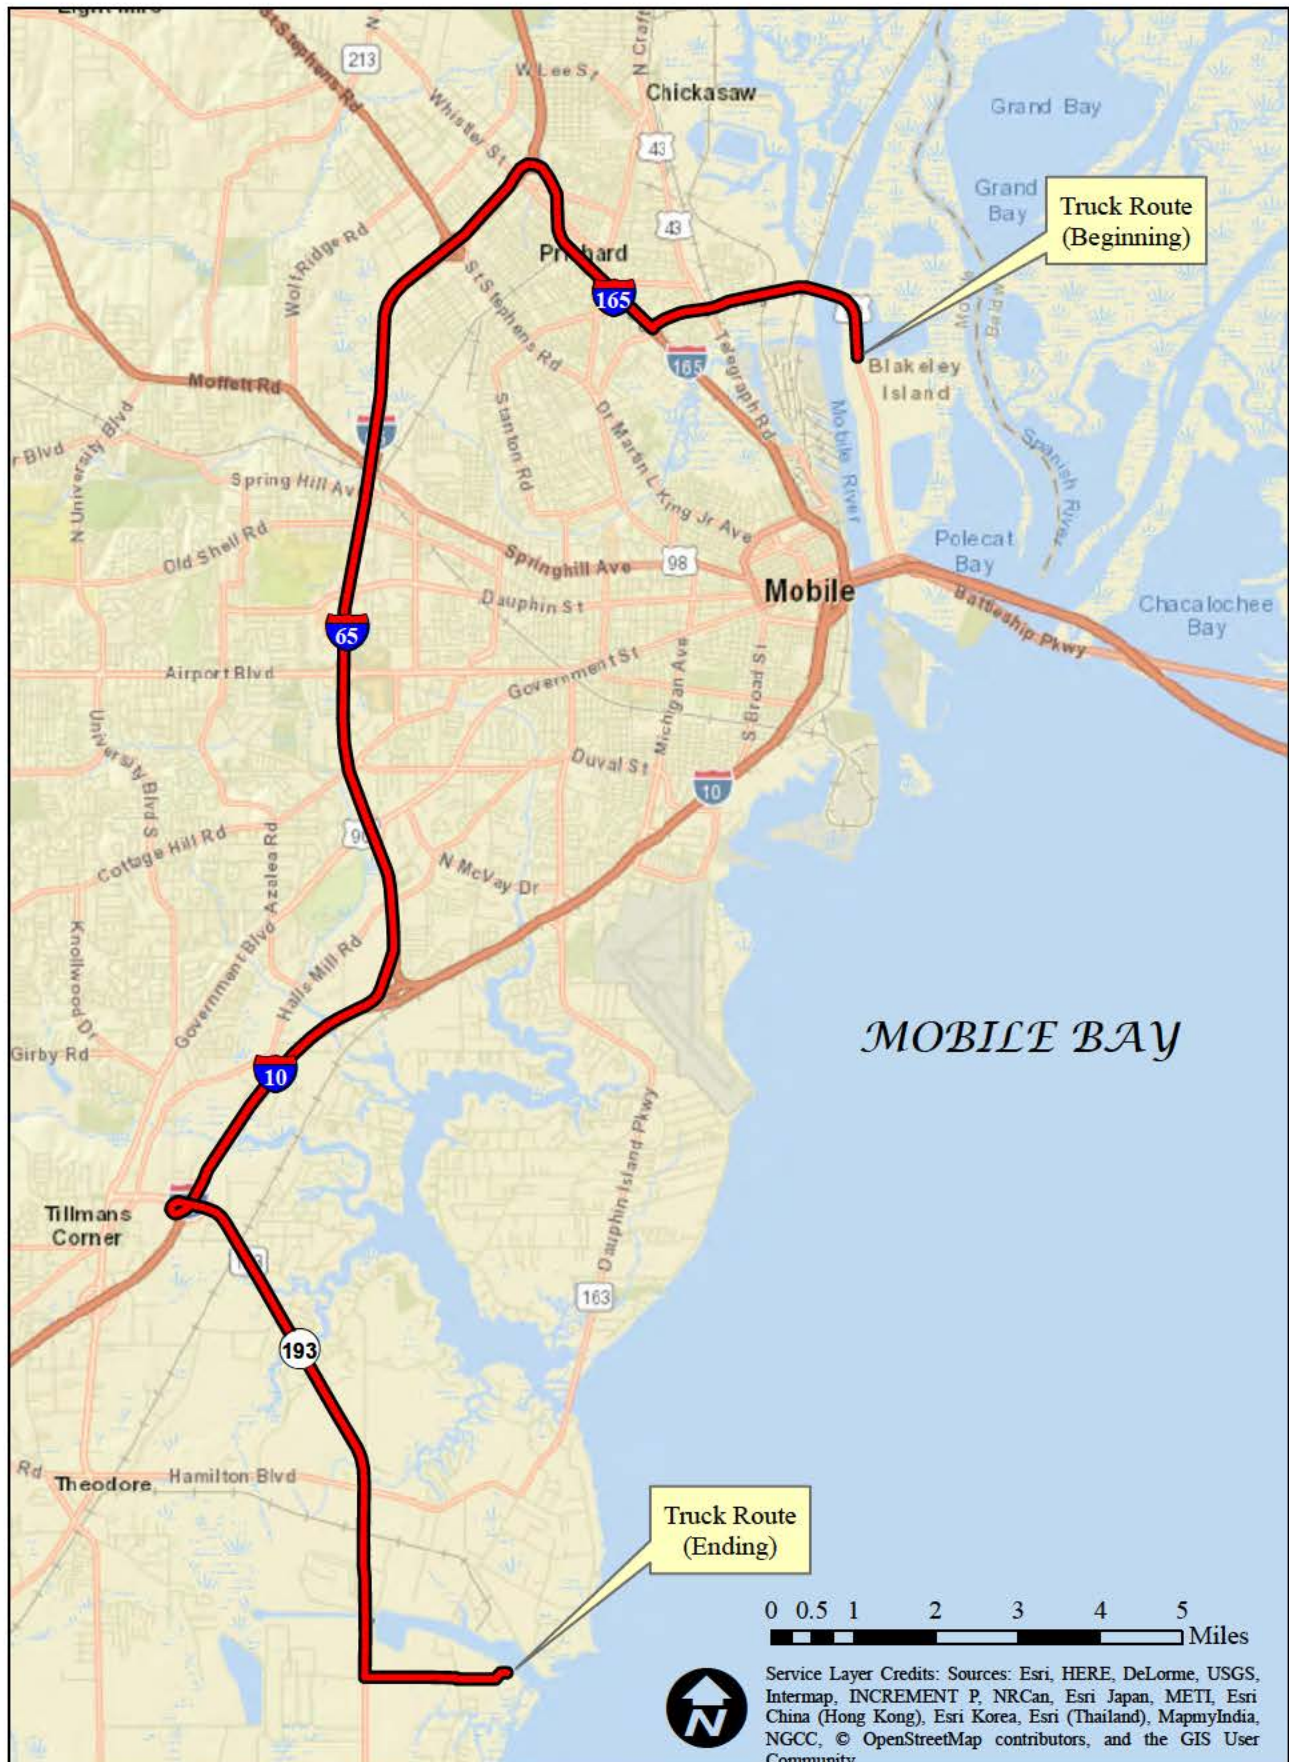 213
W Lee St
N Craft
Chickasaw
St Stephens Rd
Whistler St
43
Grand Bay
Grand
Bay
Truck Route
(Beginning)
43
Wolf Ridge Rd
Prichard
165
St Stephens Rd
165
Telegraph Rd
Blakeley
Island
Moffett Rd
Stanton Rd
Dr Martin L King Jr Ave
Mobile River
Spanish River
r Blvd
N University Blvd
Spring Hill Av
Old Shell Rd
Springhill Ave
98
Polecat
Bay
Mobile
Dauphin St
Battleship Pkwy
Chacalochee
Bay
65
Airport Blvd
Government St
Michigan Ave
S Broad St
University Blvd S
Duval St
10
Cottage Hill Rd
Azalea Rd
90
N McVay Dr
Knollwood Dr
Government Blvd
Halls Mill Rd
MOBILE BAY
Girby Rd
10
Dauphin Island Pkwy
Tillmans
Corner
163
193
Rd
Theodore
Hamilton Blvd
Truck Route
(Ending)
0 0.5 1 2 3 4 5
Miles
N
Service Layer Credits: Sources: Esri, HERE, DeLorme, USGS,
Intermap, INCREMENT P, NRCan, Esri Japan, METI, Esri
China (Hong Kong), Esri Korea, Esri (Thailand), MapmyIndia,
NGCC, © OpenStreetMap contributors, and the GIS User
Community